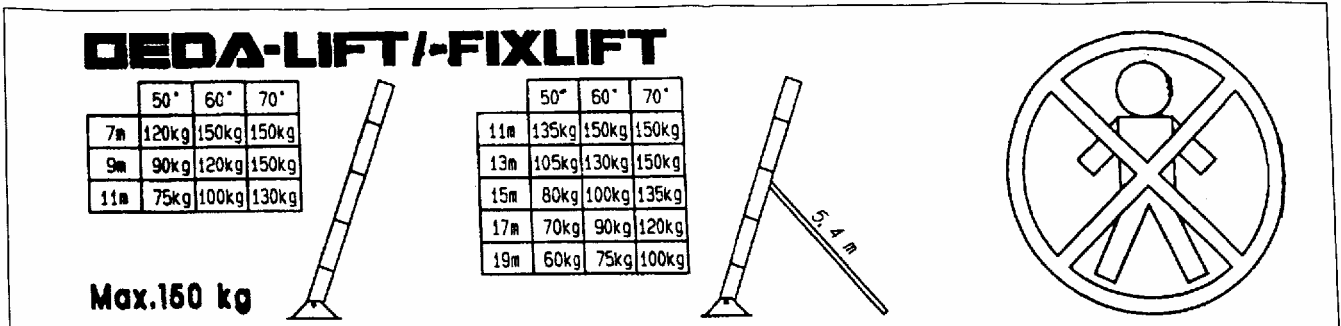 GEDA-LIFT/-FIXLIFT
50° 60° 70°
7m 120kg 150kg 150kg
9m 90kg 120kg 150kg
11m 75kg 100kg 130kg
Max.150 kg
50° 60° 70°
11m 135kg 150kg 150kg
13m 105kg 130kg 150kg
15m 80kg 100kg 135kg
17m 70kg 90kg 120kg
19m 60kg 75kg 100kg
5,4 m